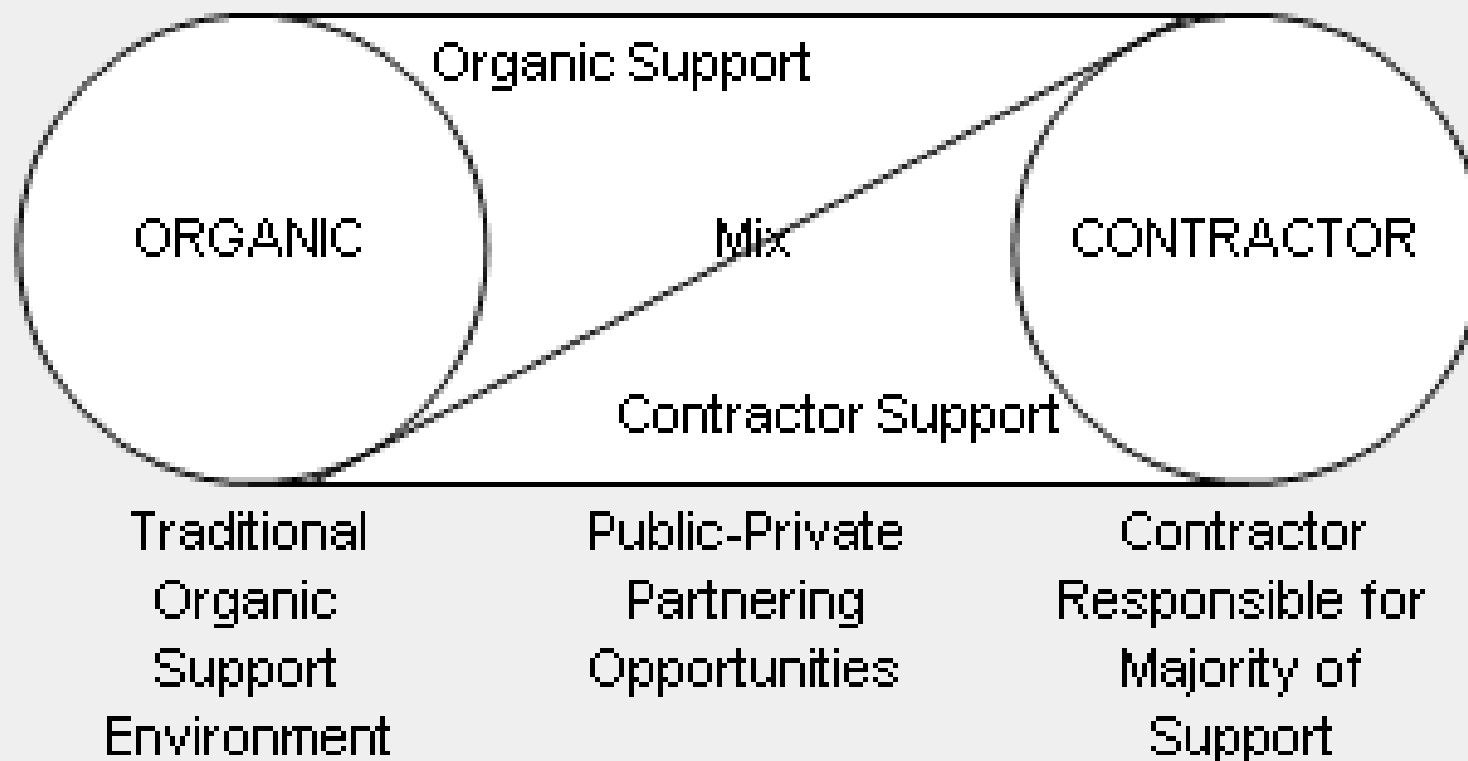 Organic Support
ORGANIC
Mix
CONTRACTOR
Contractor Support
Traditional
Organic
Support
Environment
Public-Private
Partnering
Opportunities
Contractor
Responsible for
Majority of
Support